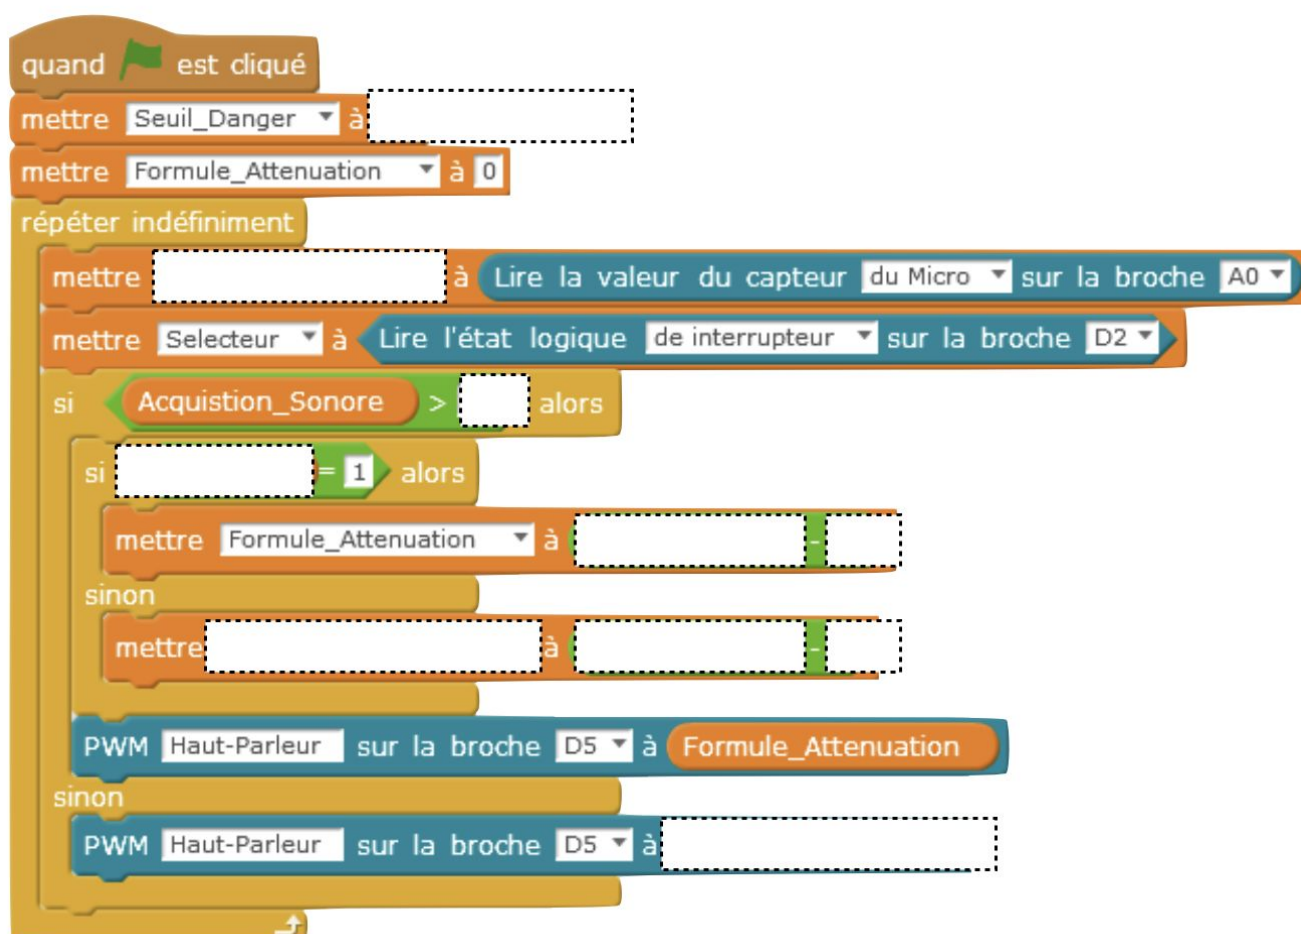 quand est cliqué
mettre Seuil_Danger à
mettre Formule_Attenuation à 0
répéter indéfiniment
mettre à Lire la valeur du capteur du Micro sur la broche A0
mettre Selecteur à Lire l'état logique de interrupteur sur la broche D2
si Acquistion_Sonore > alors
si = 1 alors
mettre Formule_Attenuation à -
sinon
mettre à -
PWM Haut-Parleur sur la broche D5 à Formule_Attenuation
sinon
PWM Haut-Parleur sur la broche D5 à